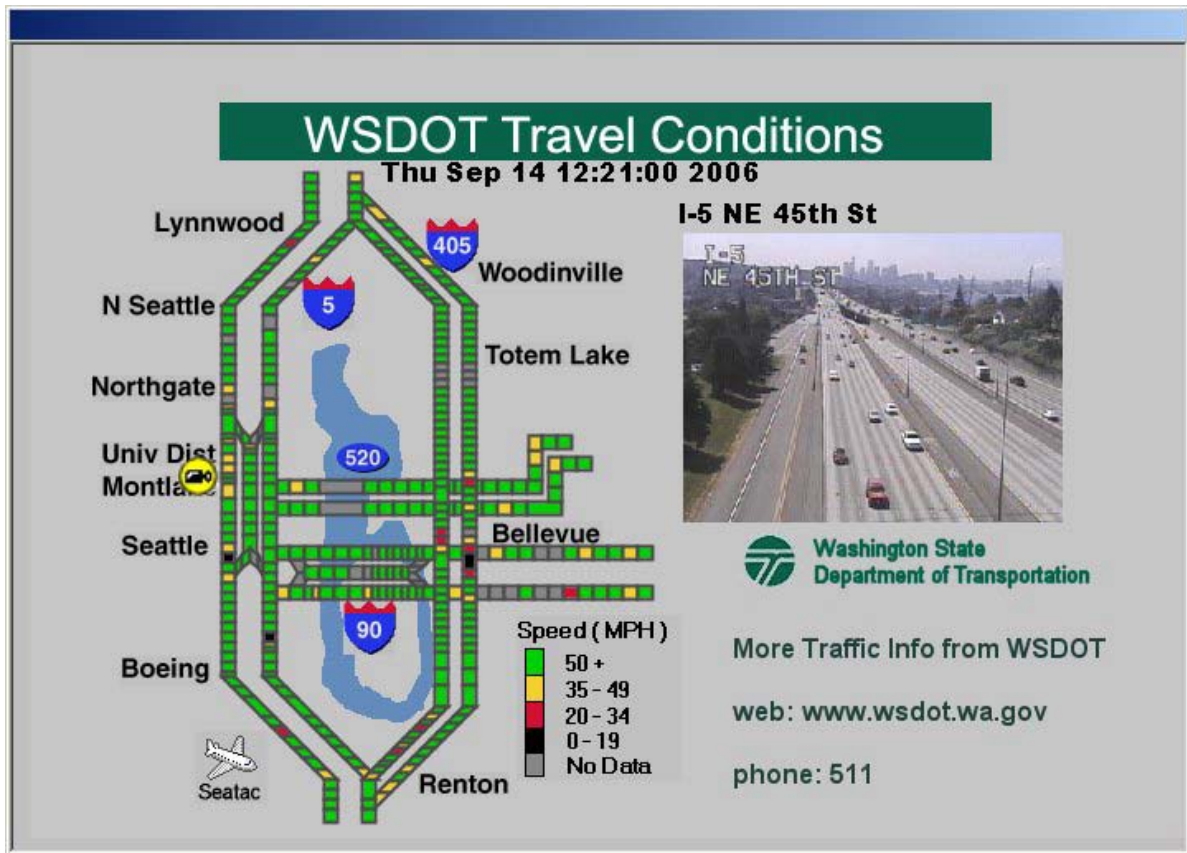 WSDOT Travel Conditions
Thu Sep 14 12:21:00 2006
I-5 NE 45th St
Lynnwood
405
I-5
NE 45TH ST
Woodinville
N Seattle
5
Totem Lake
Northgate
Univ Dist
520
Montlake
Seattle
Bellevue
Washington State
Department of Transportation
90
Speed ( MPH )
50 +
35 - 49
20 - 34
0 - 19
No Data
Boeing
More Traffic Info from WSDOT
web: www.wsdot.wa.gov
phone: 511
Renton
Seatac